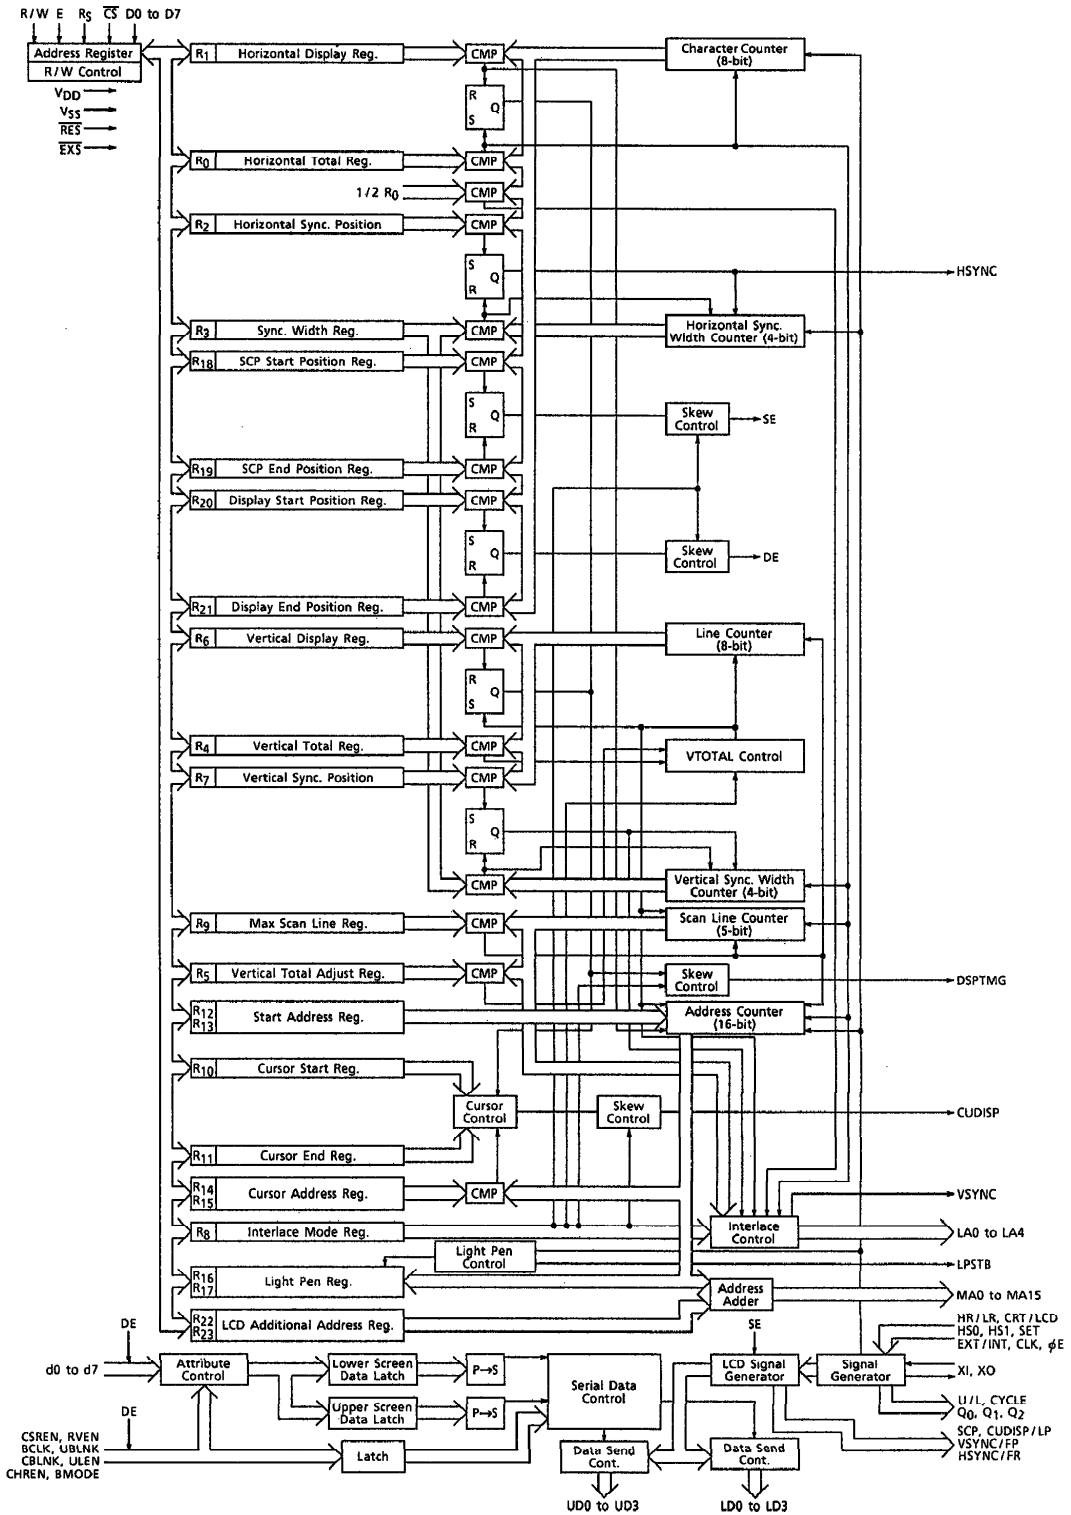 R/W E RS CS D0 to D7
Address Register
R/W Control
VDD
VSS
RES
EXS
R1 Horizontal Display Reg. CMP
Character Counter
(8-bit)
R
Q
S
R0 Horizontal Total Reg. CMP
1/2 R0 CMP
R2 Horizontal Sync. Position CMP
S
Q
R
HSYNC
R3 Sync. Width Reg. CMP
Horizontal Sync.
Width Counter (4-bit)
R18 SCP Start Position Reg. CMP
S
Q
R
Skew
Control
SE
R19 SCP End Position Reg. CMP
R20 Display Start Position Reg. CMP
S
Q
R
Skew
Control
DE
R21 Display End Position Reg. CMP
R6 Vertical Display Reg. CMP
Line Counter
(8-bit)
R
Q
S
R4 Vertical Total Reg. CMP
VTOTAL Control
R7 Vertical Sync. Position CMP
S
Q
R
CMP
Vertical Sync. Width
Counter (4-bit)
R9 Max Scan Line Reg. CMP
Scan Line Counter
(5-bit)
R5 Vertical Total Adjust Reg. CMP
Skew
Control
DSPTMG
R12
R13
Start Address Reg.
Address Counter
(16-bit)
R10 Cursor Start Reg.
Cursor
Control
Skew
Control
CUDISP
R11 Cursor End Reg.
R14
R15
Cursor Address Reg. CMP
VSYNC
R8 Interlace Mode Reg.
Interlace
Control
LA0 to LA4
Light Pen
Control
LPSTB
R16
R17
Light Pen Reg.
Address
Adder
MA0 to MA15
R22
R23
LCD Additional Address Reg.
DE
SE
HR/LR, CRT/LCD
HS0, HS1, SET
EXT/INT, CLK, φE
d0 to d7
Attribute
Control
Lower Screen
Data Latch
P→S
Serial Data
Control
LCD Signal
Generator
Signal
Generator
XI, XO
Upper Screen
Data Latch
P→S
U/L, CYCLE
Q0, Q1, Q2
DE
CSREN, RVEN
BCLK, UBLNK
CBLNK, ULEN
CHREN, BMODE
Latch
Data Send
Cont.
Data Send
Cont.
SCP, CUDISP/LP
VSYNC/FP
HSYNC/FR
UD0 to UD3
LD0 to LD3